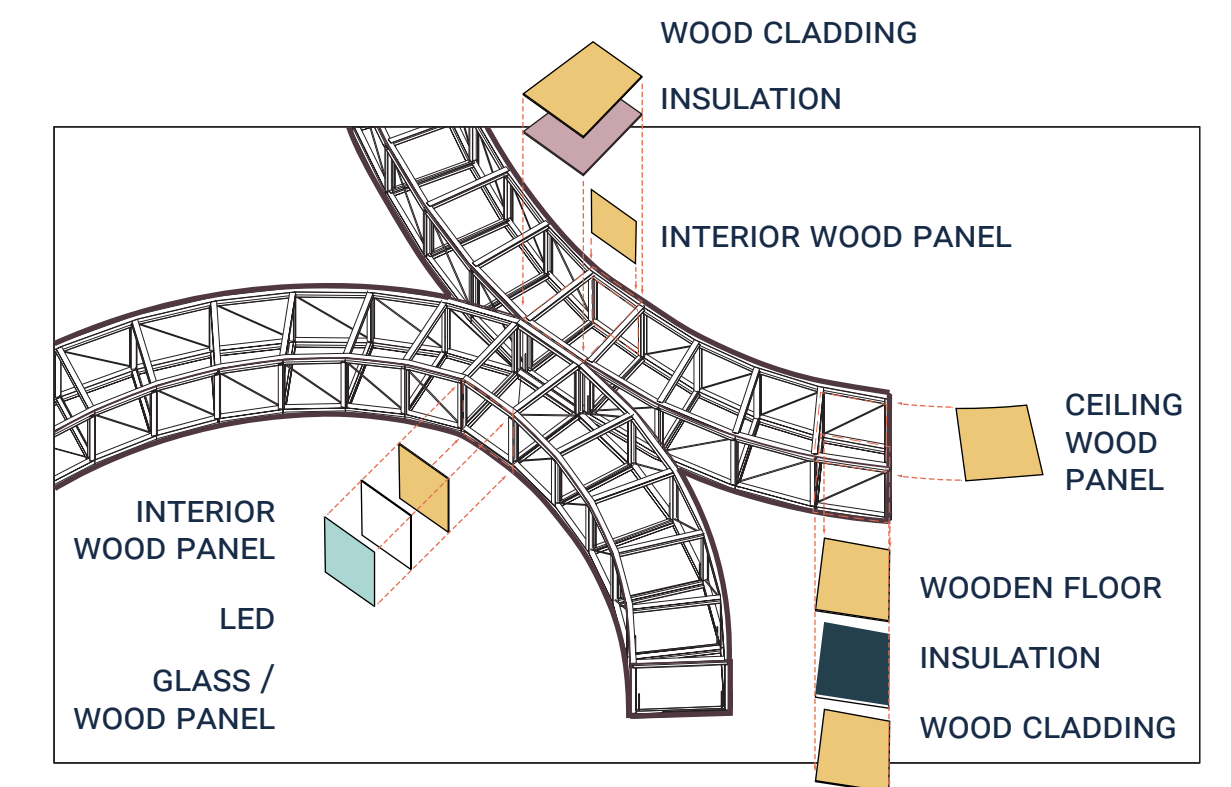 WOOD CLADDING
INSULATION
INTERIOR WOOD PANEL
CEILING
WOOD
PANEL
INTERIOR
WOOD PANEL
LED
GLASS /
WOOD PANEL
WOODEN FLOOR
INSULATION
WOOD CLADDING